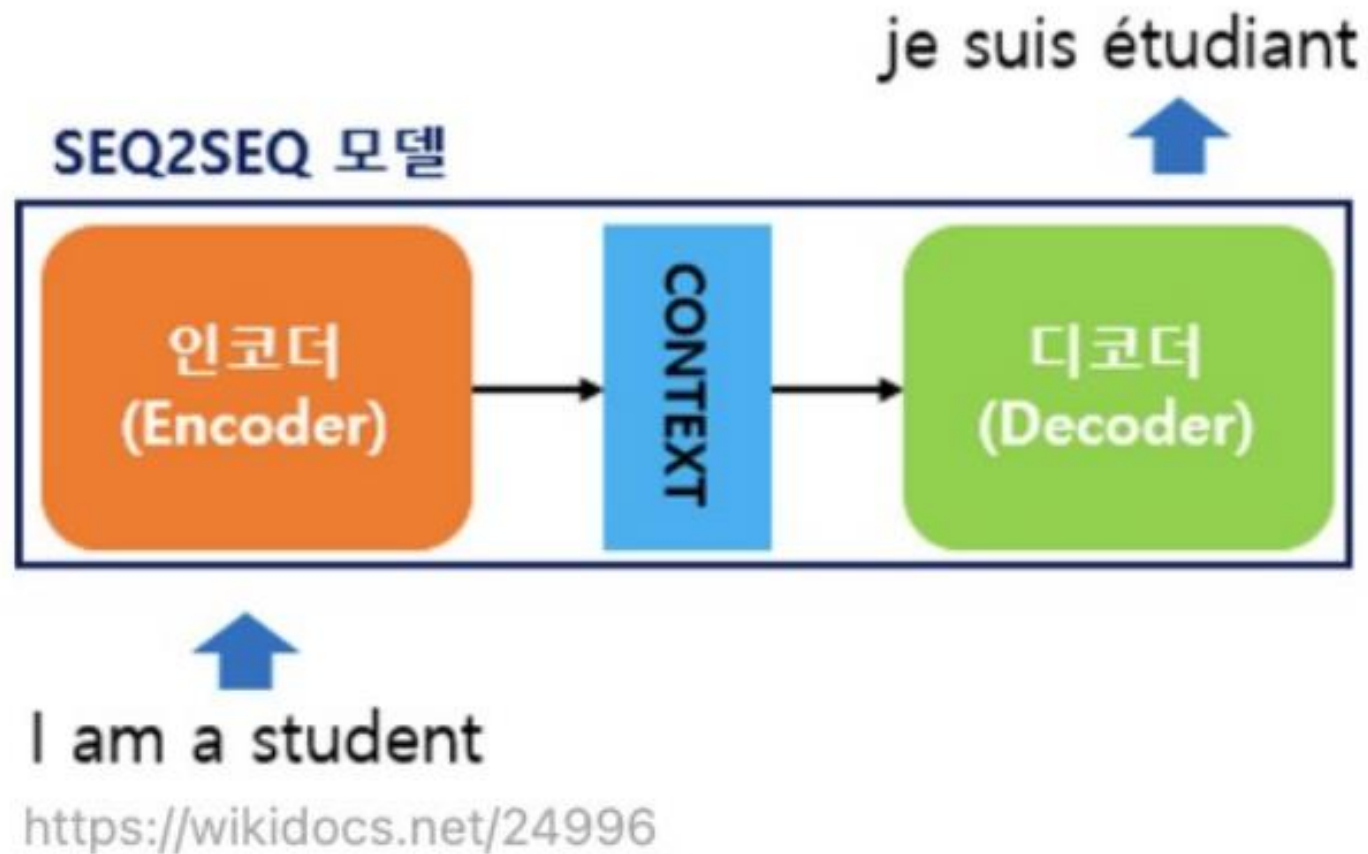 je suis étudiant
SEQ2SEQ 모델
인코더
(Encoder)
CONTEXT
디코더
(Decoder)
I am a student
https://wikidocs.net/24996